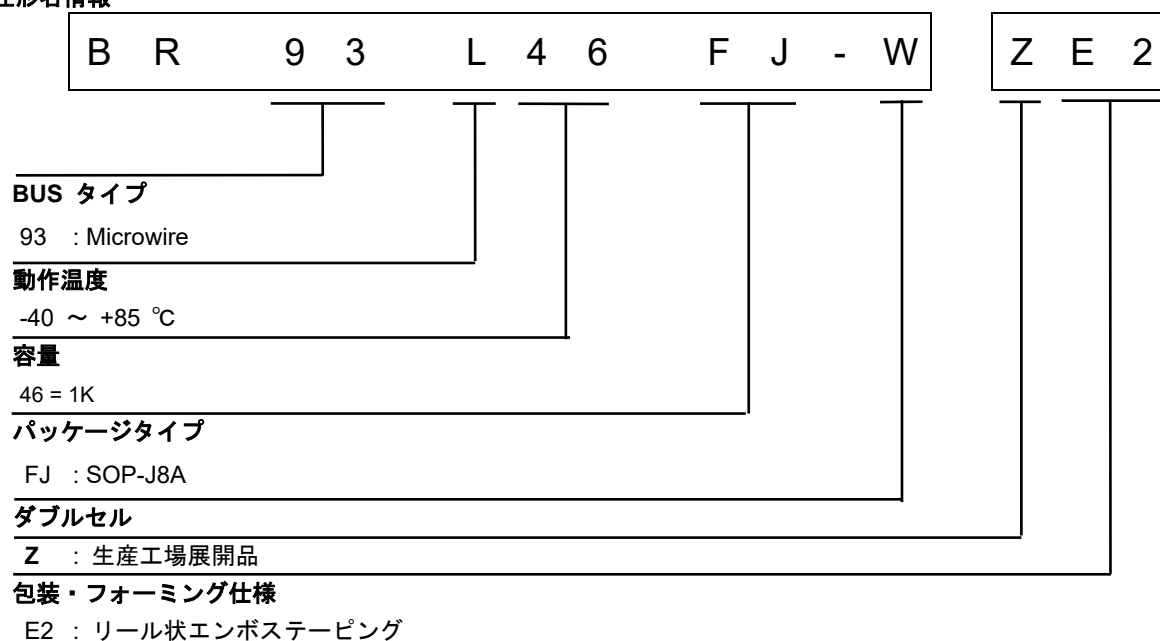 B R 9 3 L 4 6 F J - W Z E 2
BUS タイプ
93 : Microwire
動作温度
-40 ～ +85 ℃
容量
46 = 1K
パッケージタイプ
FJ : SOP-J8A
ダブルセル
Z : 生産工場展開品
包装・フォーミング仕様
E2 : リール状エンボステーピング